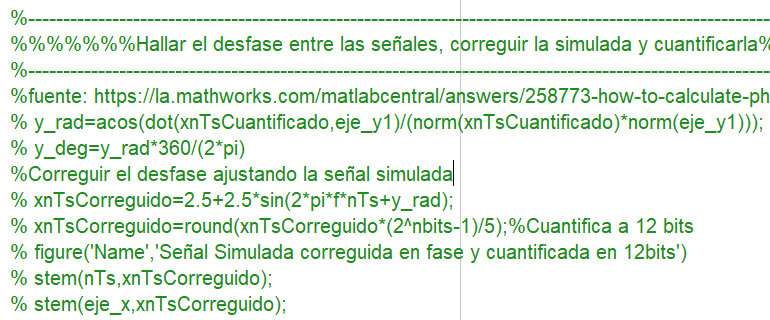 %----------------------------------------------------------------------------------------------------
%%%%%%%Hallar el desfase entre las señales, correguir la simulada y cuantificarla%
%----------------------------------------------------------------------------------------------------
%fuente: https://la.mathworks.com/matlabcentral/answers/258773-how-to-calculate-ph
% y_rad=acos(dot(xnTsCuantificado,eje_y1)/(norm(xnTsCuantificado)*norm(eje_y1)));
% y_deg=y_rad*360/(2*pi)
%Correguir el desfase ajustando la señal simulada
% xnTsCorreguido=2.5+2.5*sin(2*pi*f*nTs+y_rad);
% xnTsCorreguido=round(xnTsCorreguido*(2^nbits-1)/5);%Cuantifica a 12 bits
% figure('Name','Señal Simulada correguida en fase y cuantificada en 12bits')
% stem(nTs,xnTsCorreguido);
% stem(eje_x,xnTsCorreguido);